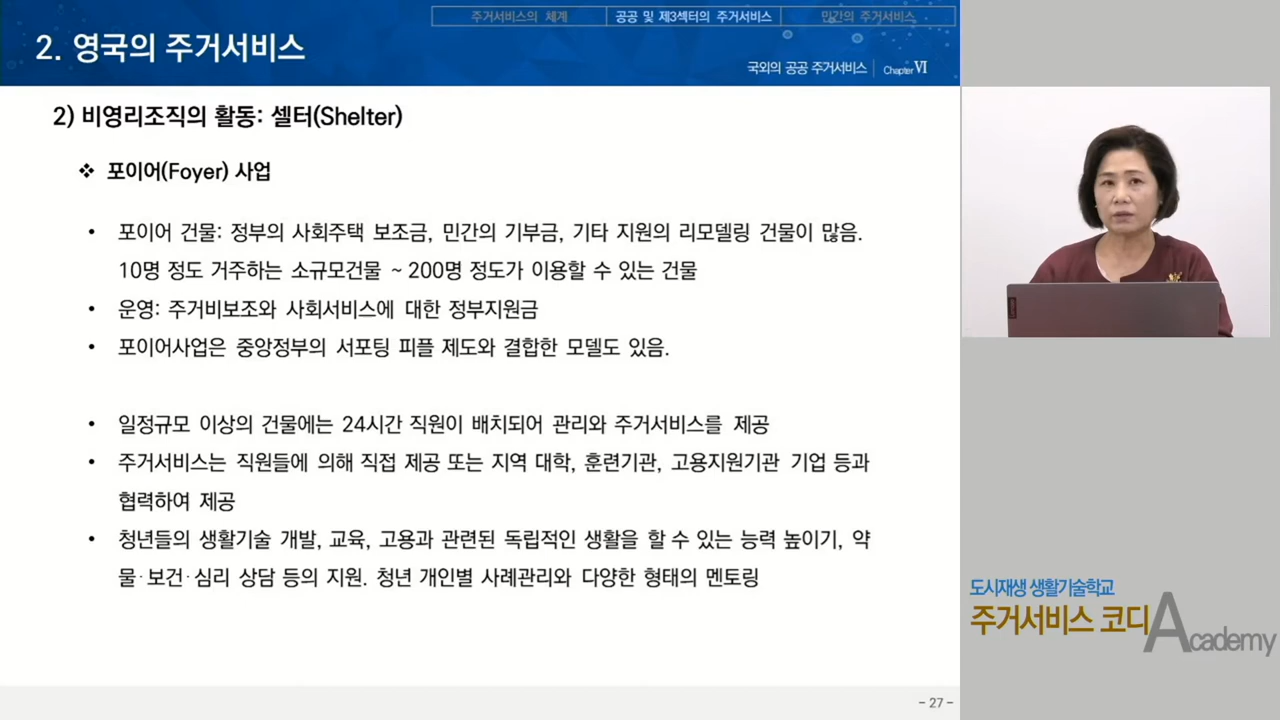 주거서비스의 체계
공공 및 제3섹터의 주거서비스
민간의 주거서비스
2. 영국의 주거서비스
국외의 공공 주거서비스 | Chapter Ⅵ
2) 비영리조직의 활동: 셸터(Shelter)
❖ 포이어(Foyer) 사업
• 포이어 건물: 정부의 사회주택 보조금, 민간의 기부금, 기타 지원의 리모델링 건물이 많음.
10명 정도 거주하는 소규모건물 ~ 200명 정도가 이용할 수 있는 건물
• 운영: 주거비보조와 사회서비스에 대한 정부지원금
• 포이어사업은 중앙정부의 서포팅 피플 제도와 결합한 모델도 있음.
• 일정규모 이상의 건물에는 24시간 직원이 배치되어 관리와 주거서비스를 제공
• 주거서비스는 직원들에 의해 직접 제공 또는 지역 대학, 훈련기관, 고용지원기관 기업 등과
협력하여 제공
• 청년들의 생활기술 개발, 교육, 고용과 관련된 독립적인 생활을 할 수 있는 능력 높이기, 약
물·보건·심리 상담 등의 지원. 청년 개인별 사례관리와 다양한 형태의 멘토링
도시재생 생활기술학교
주거서비스 코디 Academy
- 27 -